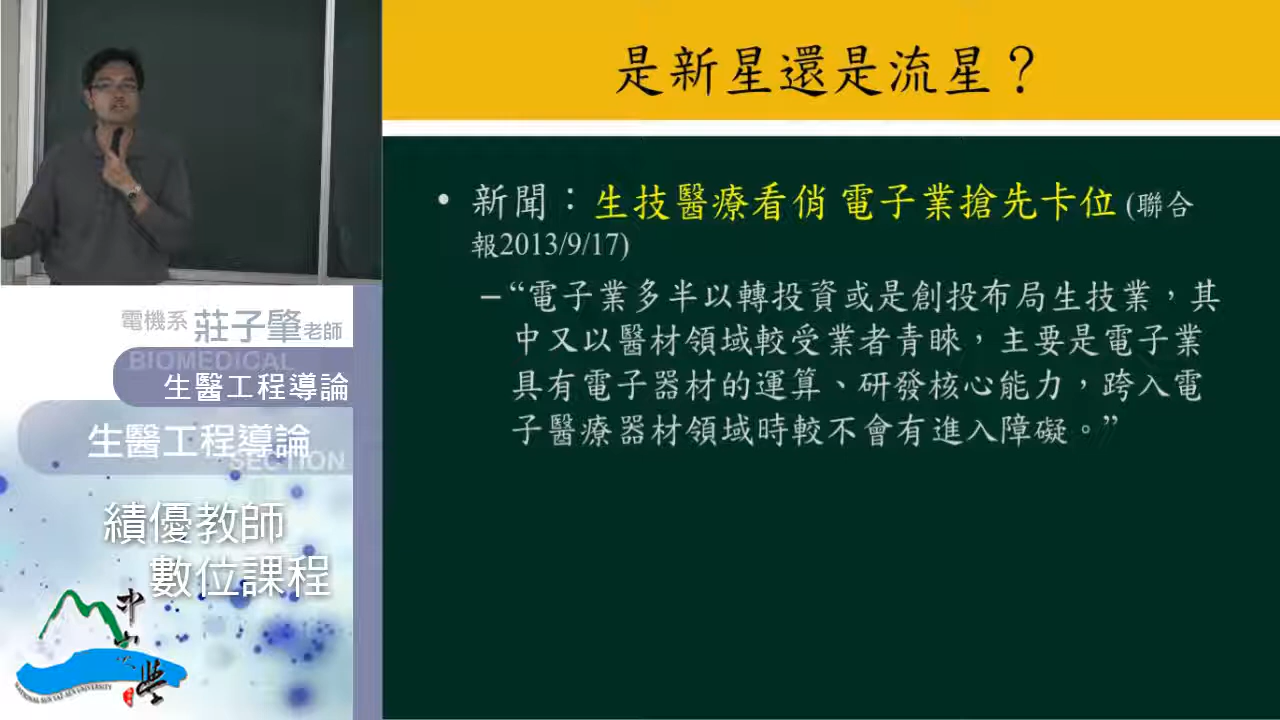 是新星還是流星？
• 新聞：生技醫療看俏 電子業搶先卡位 (聯合
報2013/9/17)
–“電子業多半以轉投資或是創投布局生技業，其
中又以醫材領域較受業者青睞，主要是電子業
具有電子器材的運算、研發核心能力，跨入電
子醫療器材領域時較不會有進入障礙。”
電機系 莊子肇老師
BIOMEDICAL
生醫工程導論
生醫工程導論
SECTION
績優教師
數位課程
NATIONAL SUN YAT-SEN UNIVERSITY